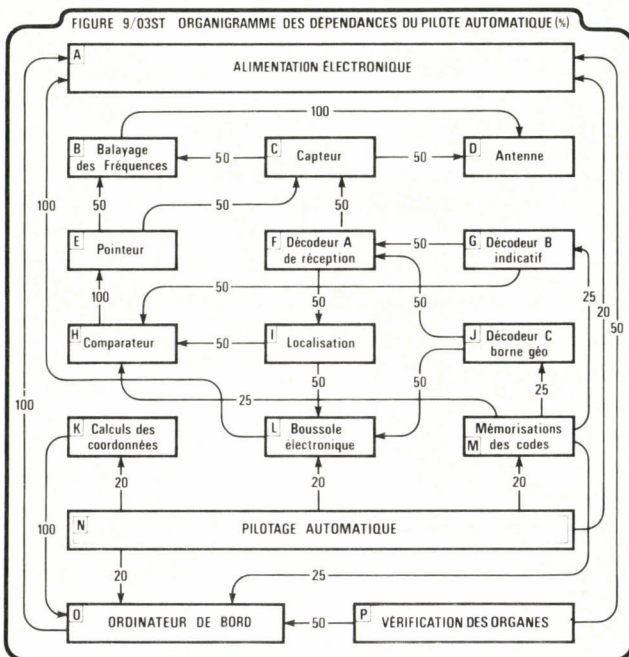 FIGURE 9/03ST ORGANIGRAMME DES DÉPENDANCES DU PILOTE AUTOMATIQUE (%)
A
ALIMENTATION ÉLECTRONIQUE
100
B Balayage
des Fréquences
50
C Capteur
50
D Antenne
100
50
50
50
E Pointeur
F Décodeur A
de réception
50
G Décodeur B
indicatif
100
50
50
50
25
20
50
H Comparateur
50
I Localisation
J Décodeur C
borne géo
50
50
25
25
100
K Calculs des
coordonnées
L Boussole
électronique
Mémorisations
M des codes
20
20
20
100
N
PILOTAGE AUTOMATIQUE
20
25
O
ORDINATEUR DE BORD
50
P
VÉRIFICATION DES ORGANES